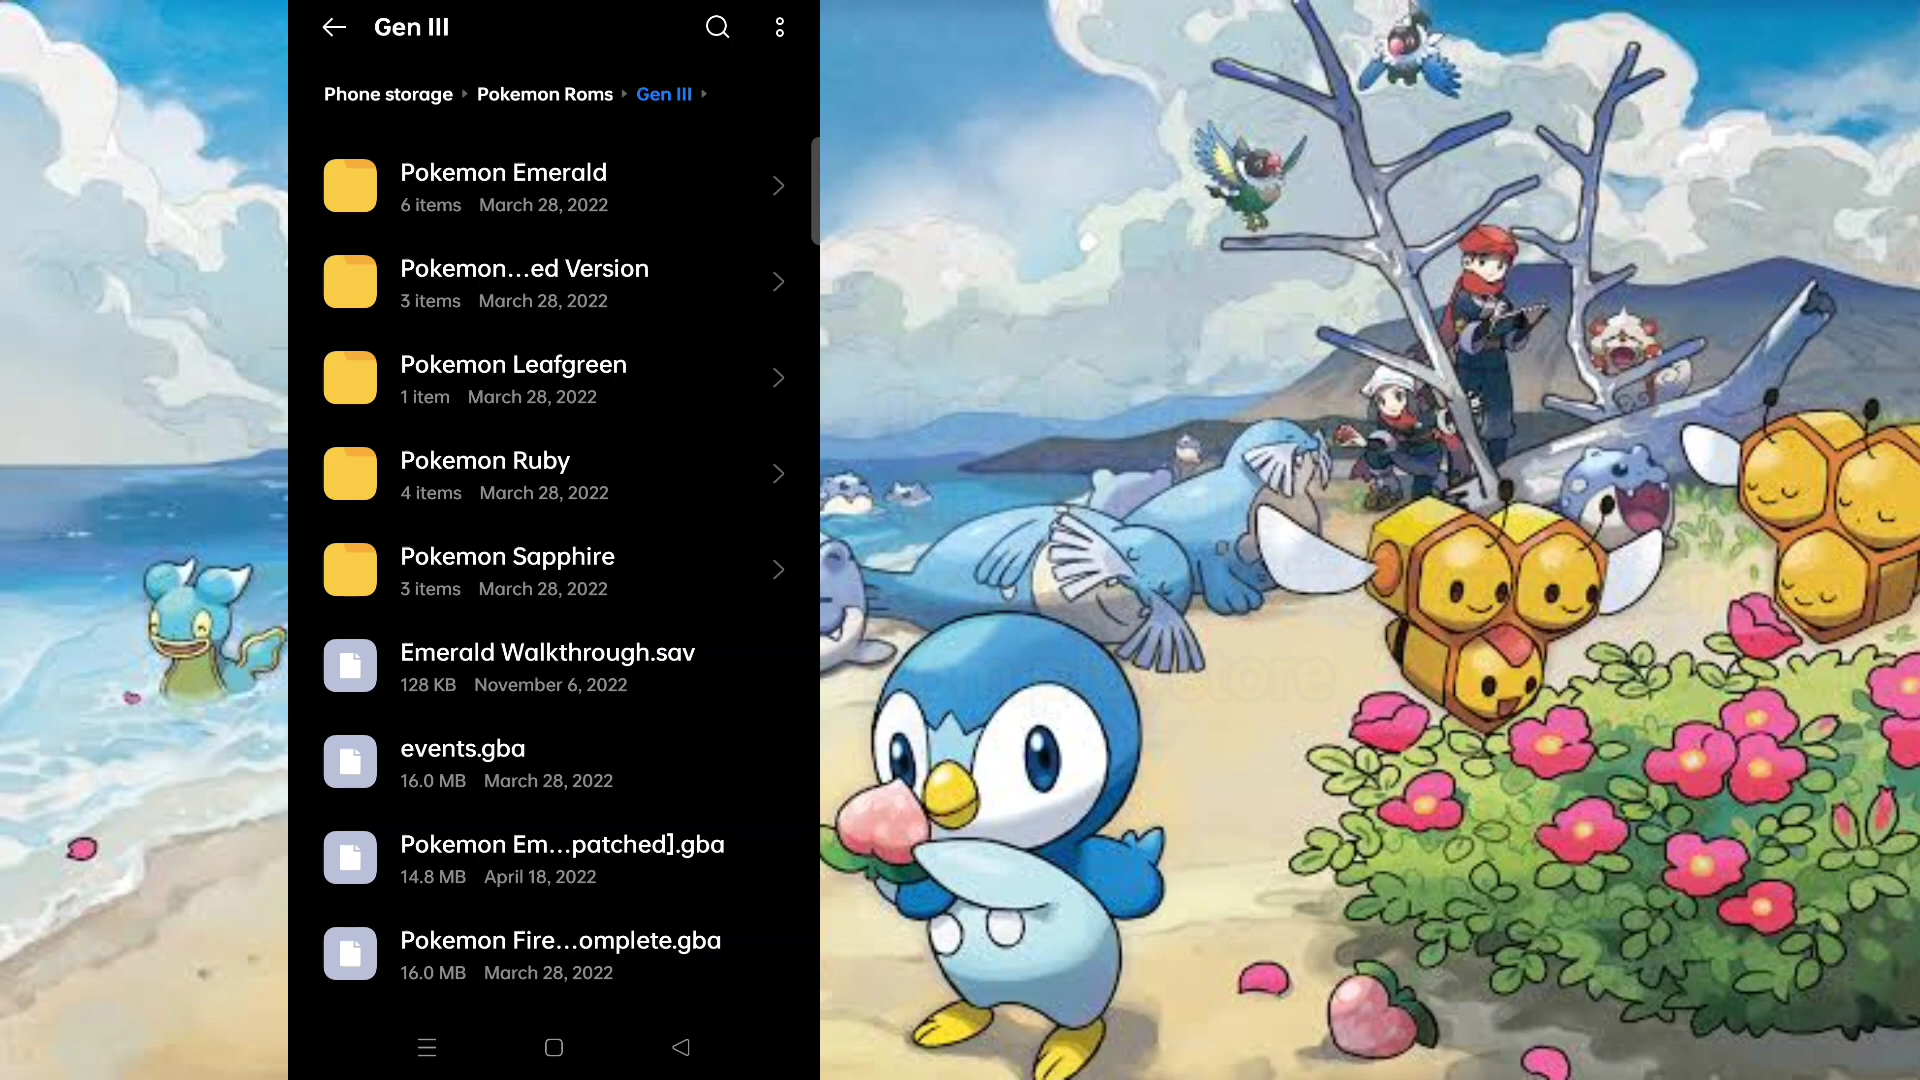 Gen III
Phone storage Pokemon Roms Gen III
Pokemon Emerald
6 items March 28, 2022
Pokemon...ed Version
3 items March 28, 2022
Pokemon Leafgreen
1 item March 28, 2022
Pokemon Ruby
4 items March 28, 2022
Pokemon Sapphire
3 items March 28, 2022
Emerald Walkthrough.sav
128 KB November 6, 2022
events.gba
16.0 MB March 28, 2022
Pokemon Em...patched].gba
14.8 MB April 18, 2022
Pokemon Fire...omplete.gba
16.0 MB March 28, 2022